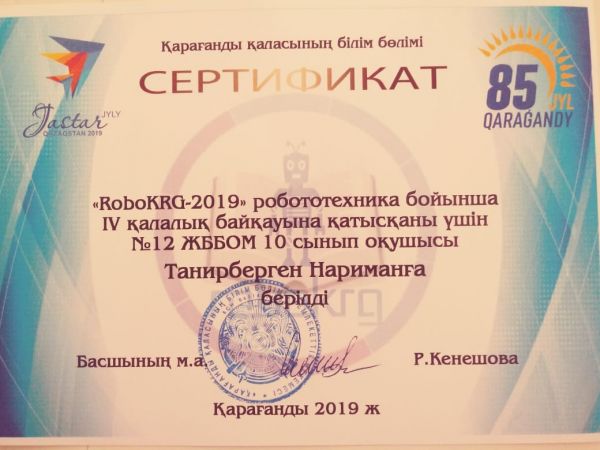 Қарағанды қаласының білім бөлімі
СЕРТИФИКАТ
Jastar JYLY
QAZAQSTAN 2019
85 JYL
QARAGANDY
«RoboKRG-2019» робототехника бойынша
IV қалалық байқауына қатысқаны үшін
№12 ЖББОМ 10 сынып оқушысы
Танирберген Нариманға
берілді
Басшының м.а.
Р.Кенешова
Қарағанды 2019 ж